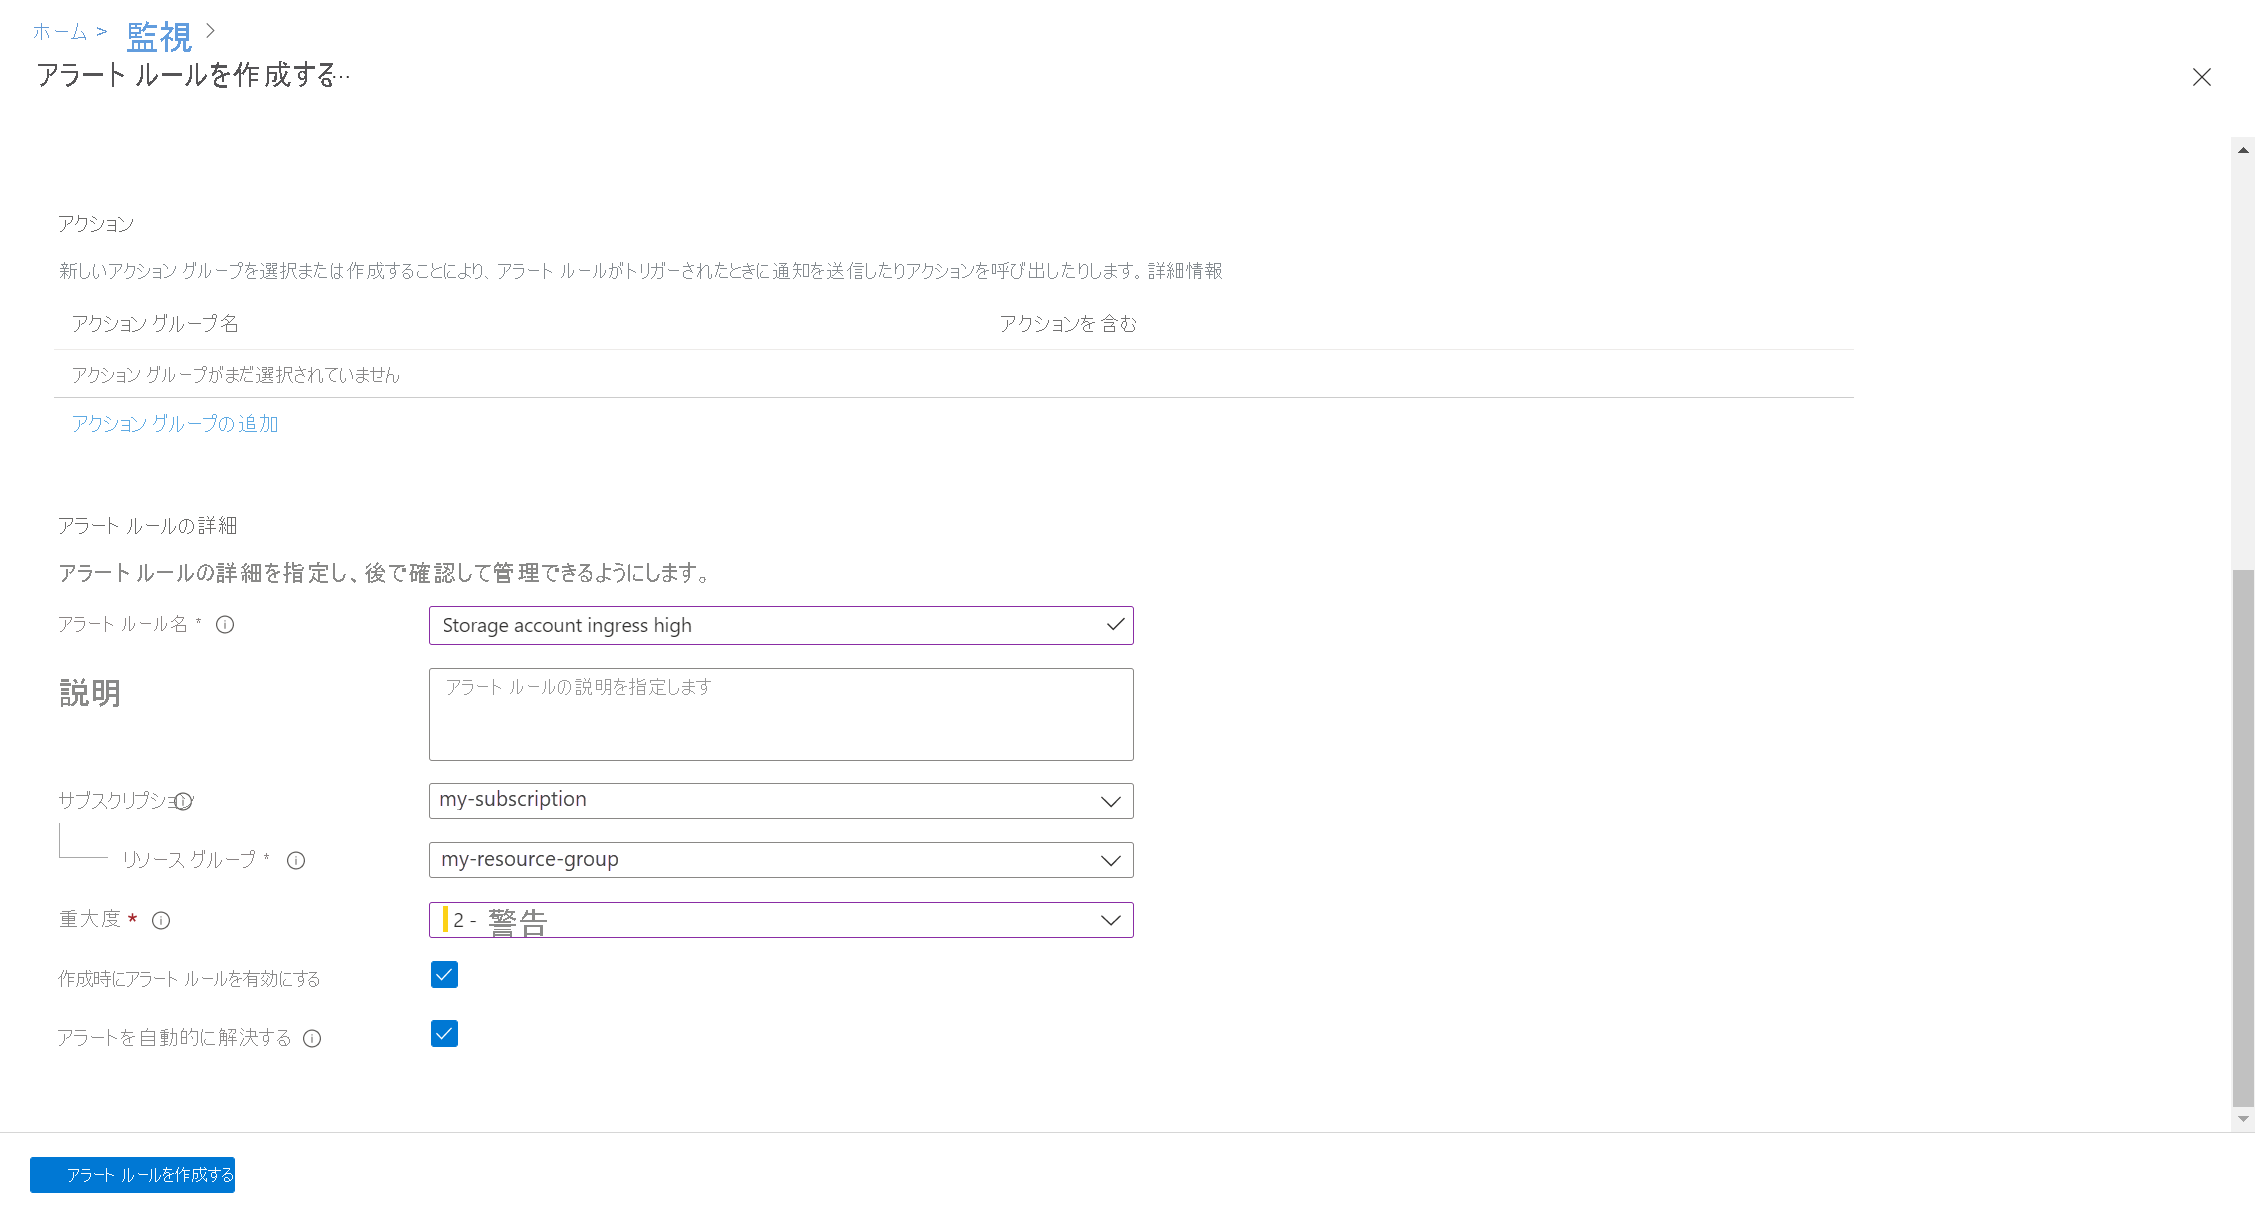 ホーム > 監視 >
アラート ルールを作成する...
アクション
新しいアクション グループを選択または作成することにより、アラート ルールがトリガーされたときに通知を送信したりアクションを呼び出したりします。詳細情報
アクション グループ名 アクションを 含む
アクション グループがまだ選択されていません
アクション グループの 追加
アラート ルールの詳細
アラート ルールの詳細を指定し、後で確認して管理できるようにします。
アラート ルール名 * Storage account ingress high
説明 アラート ルールの説明を指定します
サブスクリプション my-subscription
リソース グループ * my-resource-group
重大度 * 2 - 警告
作成時にアラート ルールを有効にする
アラートを自動的に解決する
アラート ルールを作成する